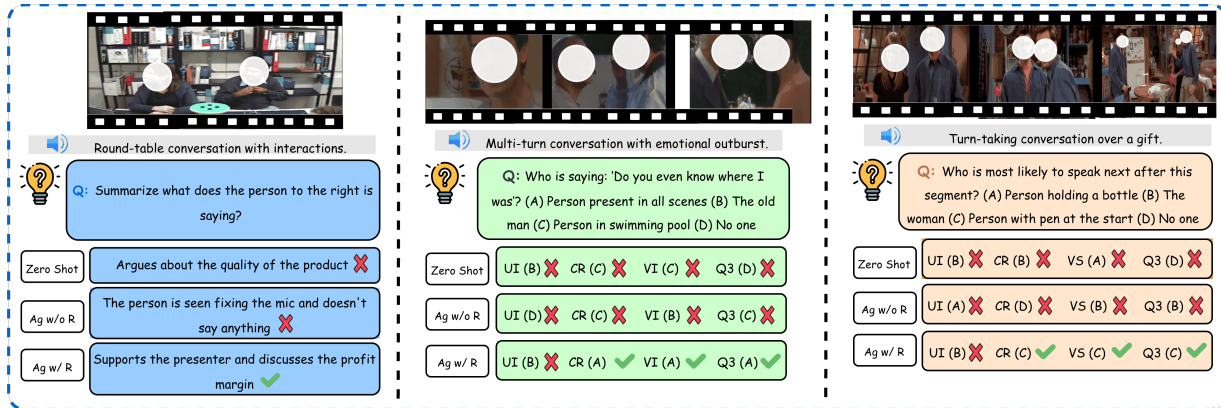 Round-table conversation with interactions.
Q: Summarize what does the person to the right is
saying?
Zero Shot
Argues about the quality of the product
Ag w/o R
The person is seen fixing the mic and doesn't
say anything
Ag w/ R
Supports the presenter and discusses the profit
margin
Multi-turn conversation with emotional outburst.
Q: Who is saying: 'Do you even know where I
was'? (A) Person present in all scenes (B) The old
man (C) Person in swimming pool (D) No one
Zero Shot
UI (B) CR (C) VI (C) Q3 (D)
Ag w/o R
UI (D) CR (C) VI (B) Q3 (C)
Ag w/ R
UI (B) CR (A) VI (A) Q3 (A)
Turn-taking conversation over a gift.
Q: Who is most likely to speak next after this
segment? (A) Person holding a bottle (B) The
woman (C) Person with pen at the start (D) No one
Zero Shot
UI (B) CR (B) VS (A) Q3 (D)
Ag w/o R
UI (A) CR (D) VS (B) Q3 (B)
Ag w/ R
UI (B) CR (C) VS (C) Q3 (C)